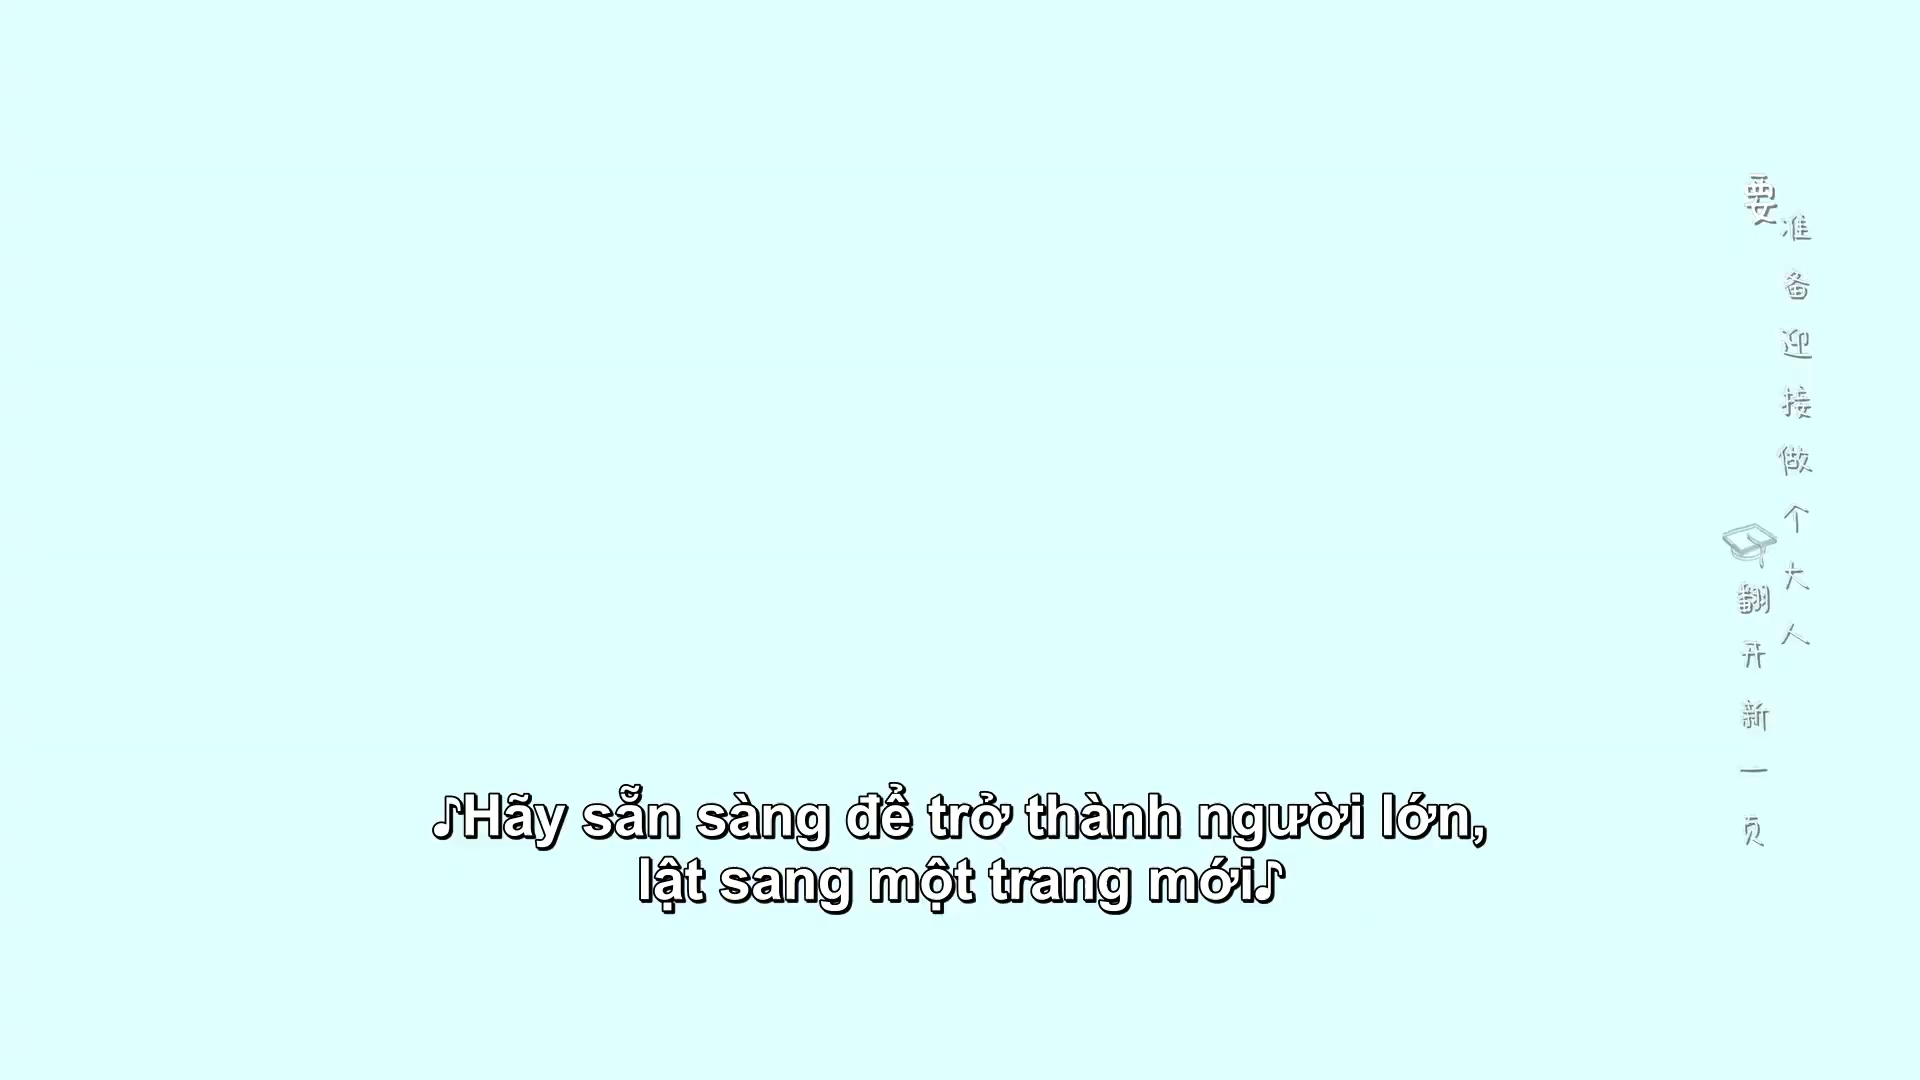 要准备迎接做个大人
翻开新一页
♪Hãy sẵn sàng để trở thành người lớn,
lật sang một trang mới♪